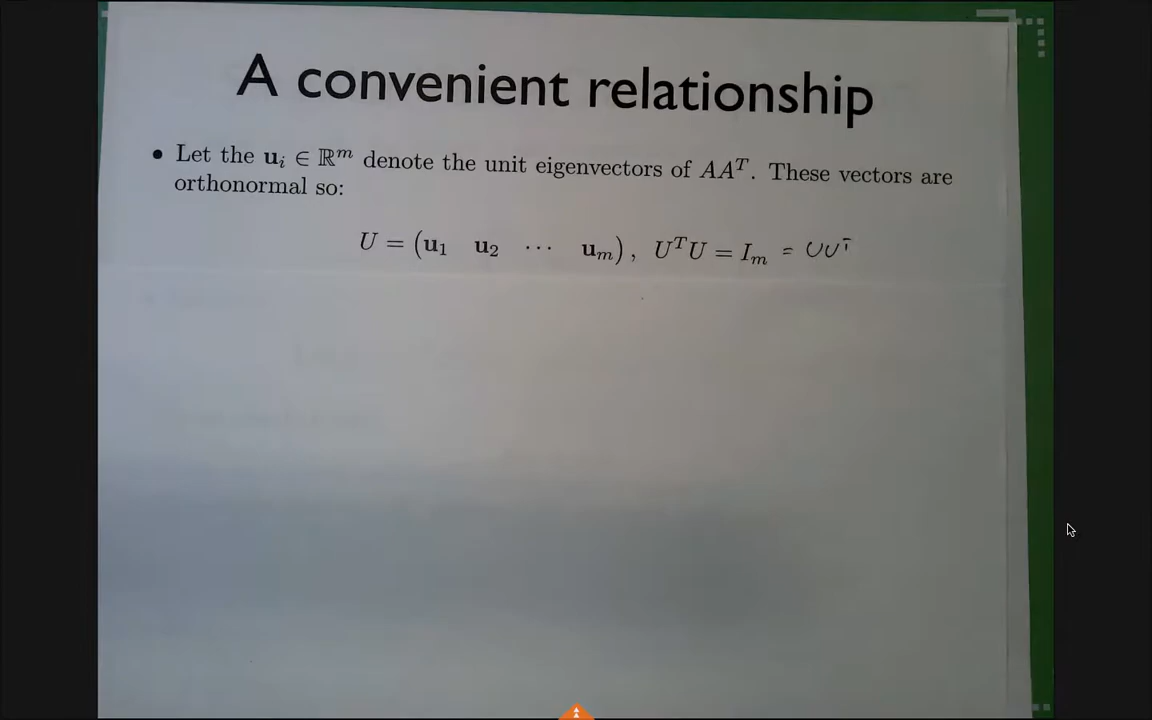 A convenient relationship
• Let the 𝐮ᵢ ∈ ℝᵐ denote the unit eigenvectors of AAᵀ. These vectors are
orthonormal so:
U = (𝐮₁ 𝐮₂ ⋯ 𝐮ₘ), UᵀU = Iₘ = UUᵀ